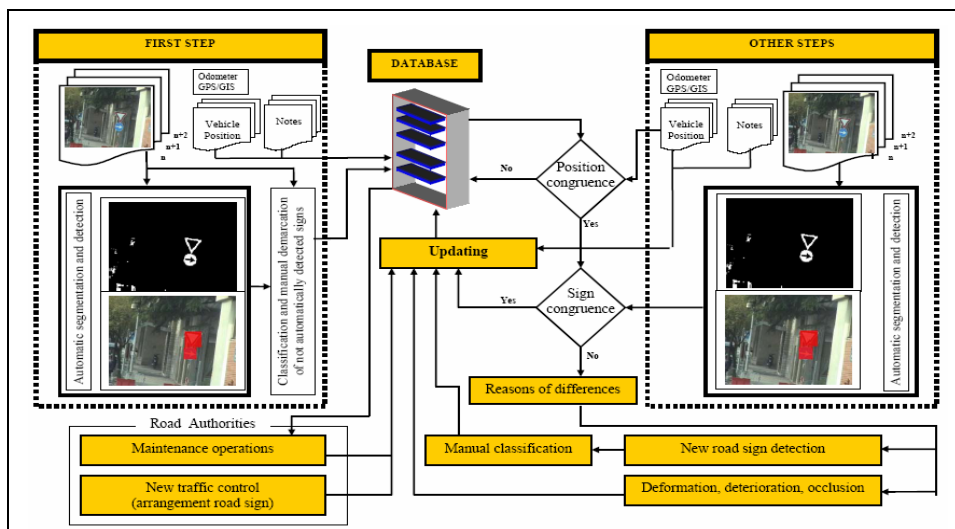 FIRST STEP
n+2
n+1
n
Odometer
GPS/GIS
Vehicle
Position
Notes
Automatic segmentation and detection
Classification and manual demarcation
of not automatically detected signs
DATABASE
Position
congruence
No
Yes
Updating
Sign
congruence
Yes
No
Reasons of differences
OTHER STEPS
Odometer
GPS/GIS
Vehicle
Position
Notes
n+2
n+1
n
Automatic segmentation and detection
Road Authorities
Maintenance operations
New traffic control
(arrangement road sign)
Manual classification
New road sign detection
Deformation, deterioration, occlusion